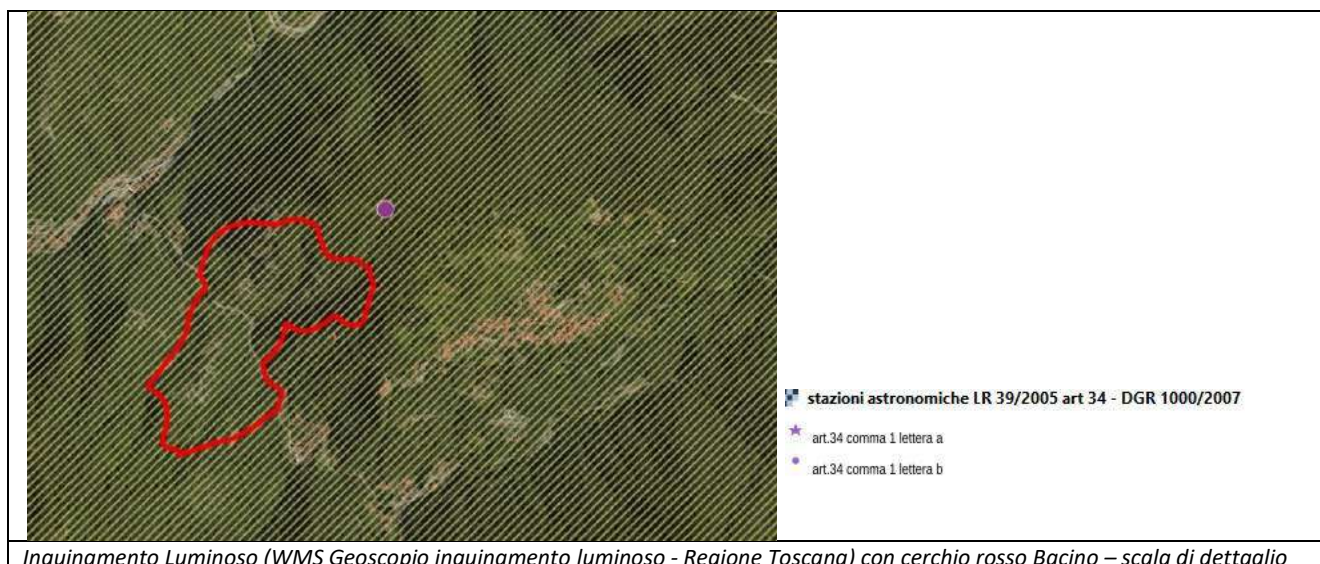 stazioni astronomiche LR 39/2005 art 34 - DGR 1000/2007
art.34 comma 1 lettera a
art.34 comma 1 lettera b
Inquinamento Luminoso (WMS Geoscopio inquinamento luminoso - Regione Toscana) con cerchio rosso Bacino – scala di dettaglio